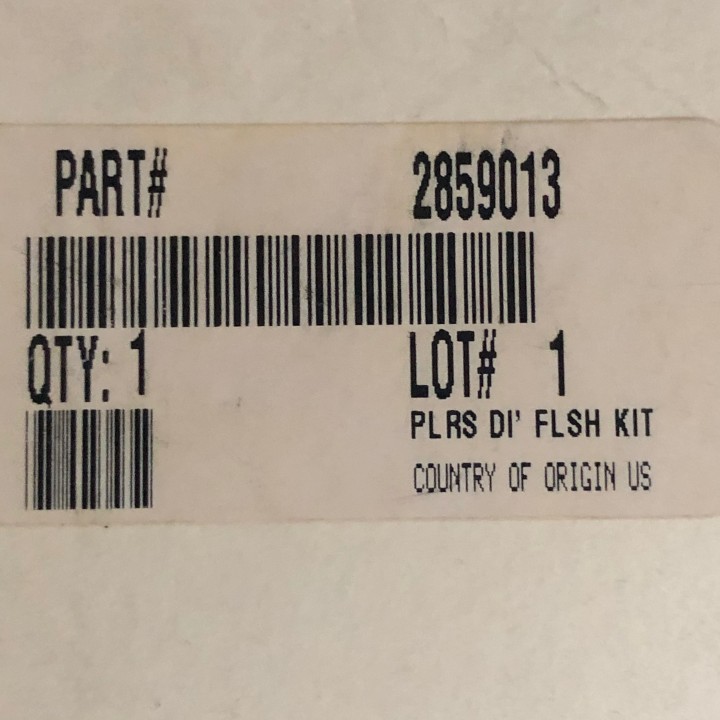 PART# 2859013
QTY: 1 LOT# 1
PLRS DI' FLSH KIT
COUNTRY OF ORIGIN US